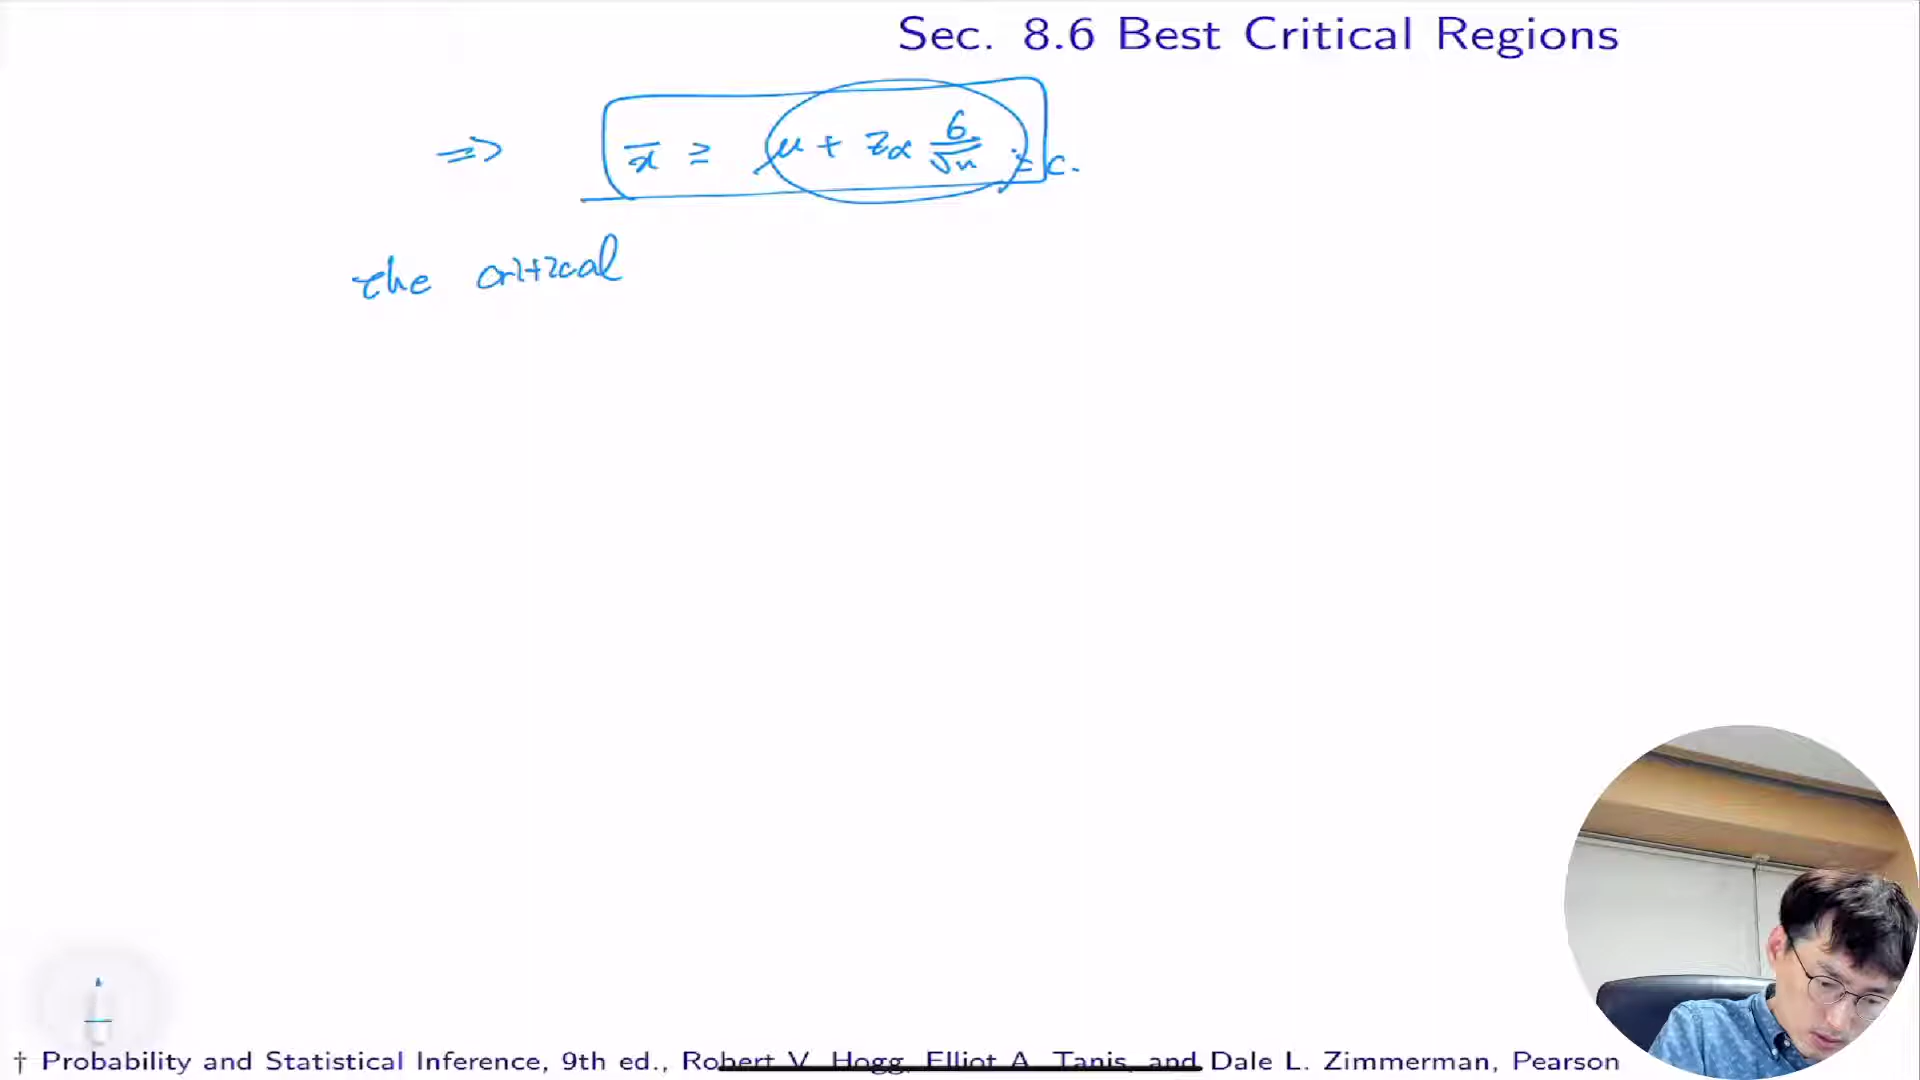 Sec. 8.6 Best Critical Regions
⇒ x̄ ≥ μ + zα σ/√n = c.
the critical
† Probability and Statistical Inference, 9th ed., Robert V. Hogg, Elliot A. Tanis, and Dale L. Zimmerman, Pearson